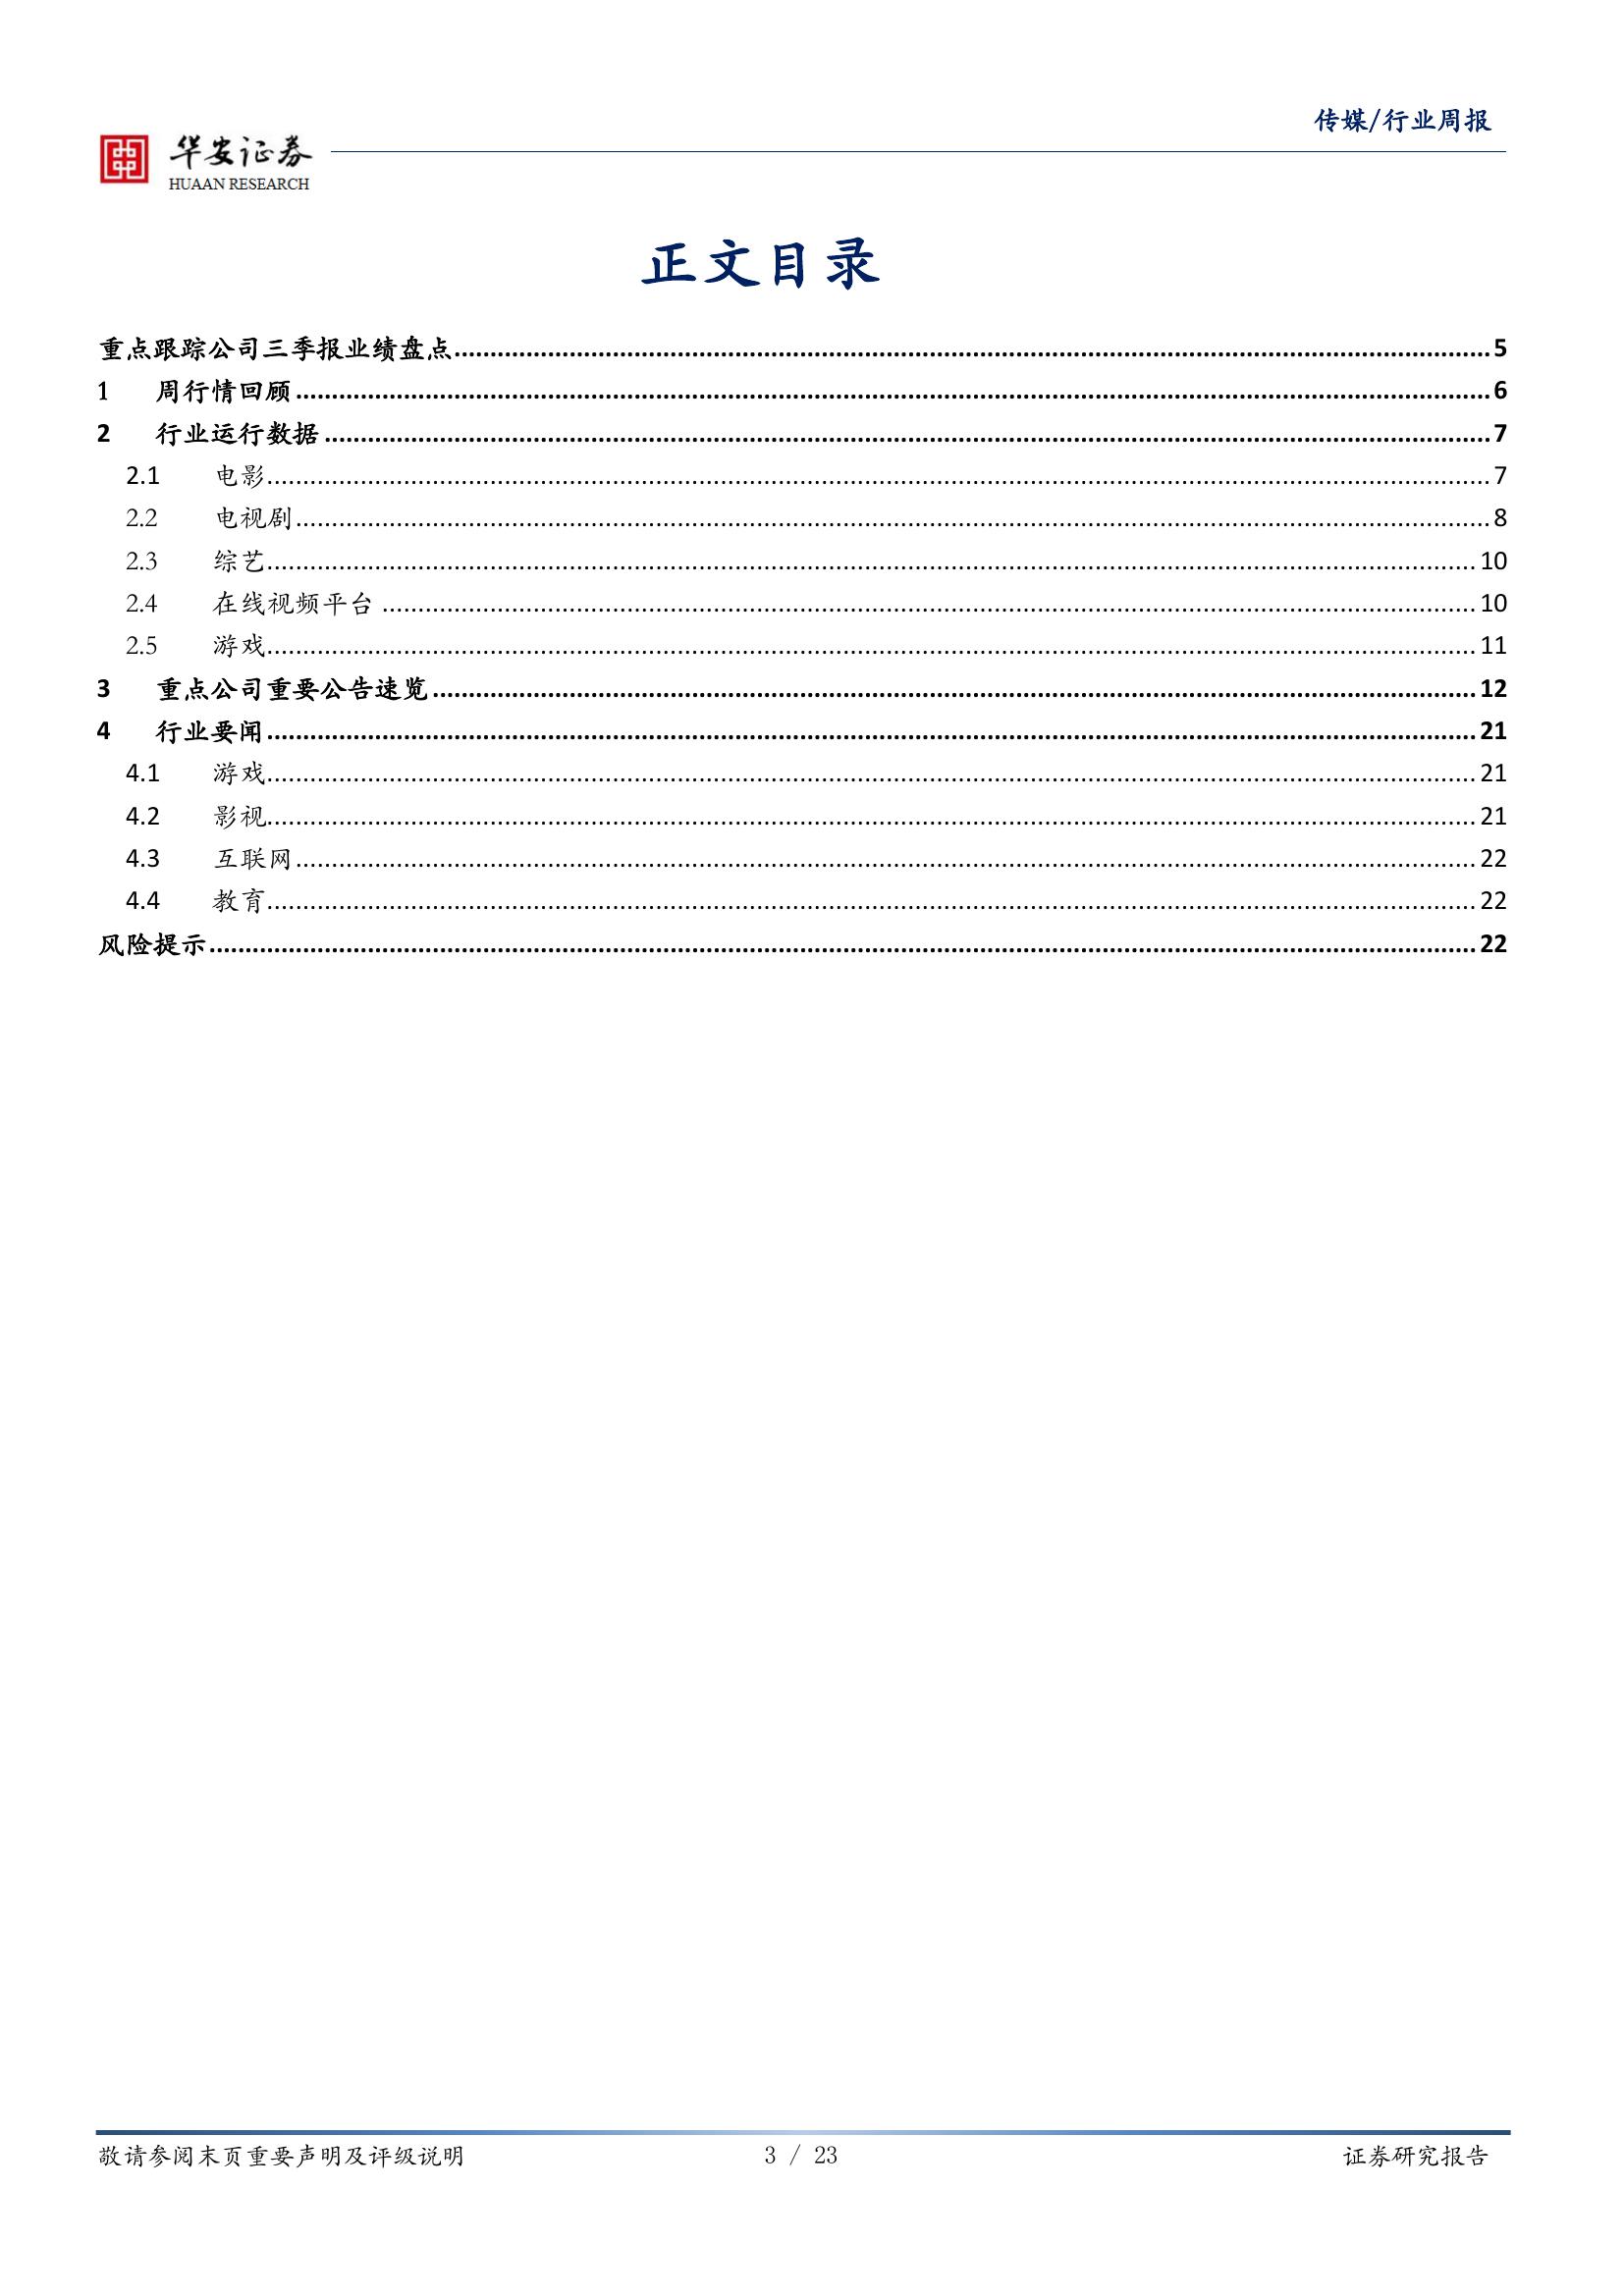 传媒/行业周报
华安证券
HUAAN RESEARCH
正文目录
重点跟踪公司三季报业绩盘点 5
1 周行情回顾 6
2 行业运行数据 7
2.1 电影 7
2.2 电视剧 8
2.3 综艺 10
2.4 在线视频平台 10
2.5 游戏 11
3 重点公司重要公告速览 12
4 行业要闻 21
4.1 游戏 21
4.2 影视 21
4.3 互联网 22
4.4 教育 22
风险提示 22
敬请参阅末页重要声明及评级说明 3 / 23 证券研究报告